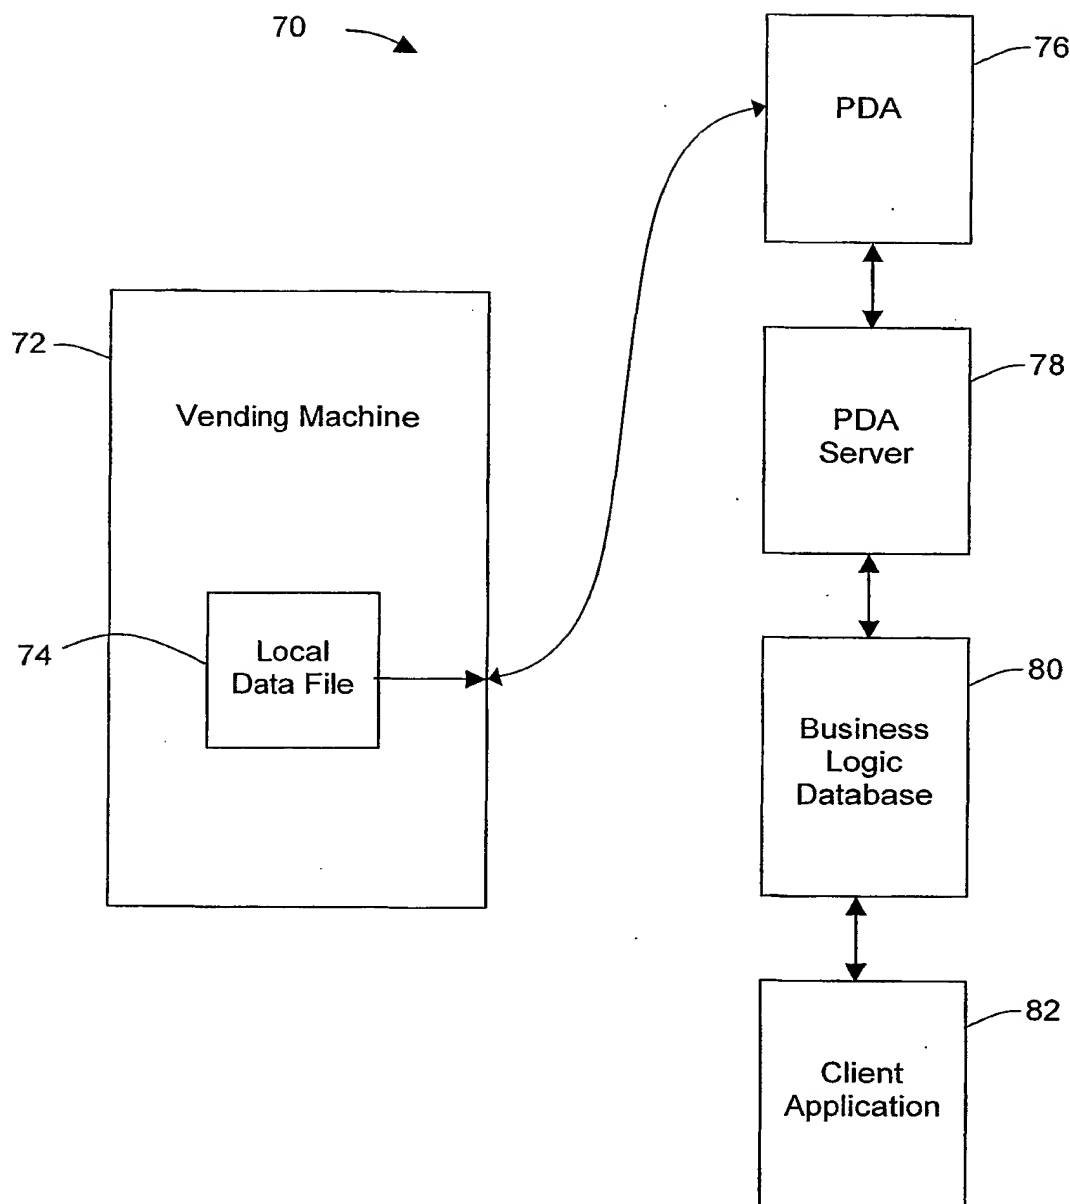 70
76
PDA
72
Vending Machine
78
PDA
Server
74
Local
Data File
80
Business
Logic
Database
82
Client
Application